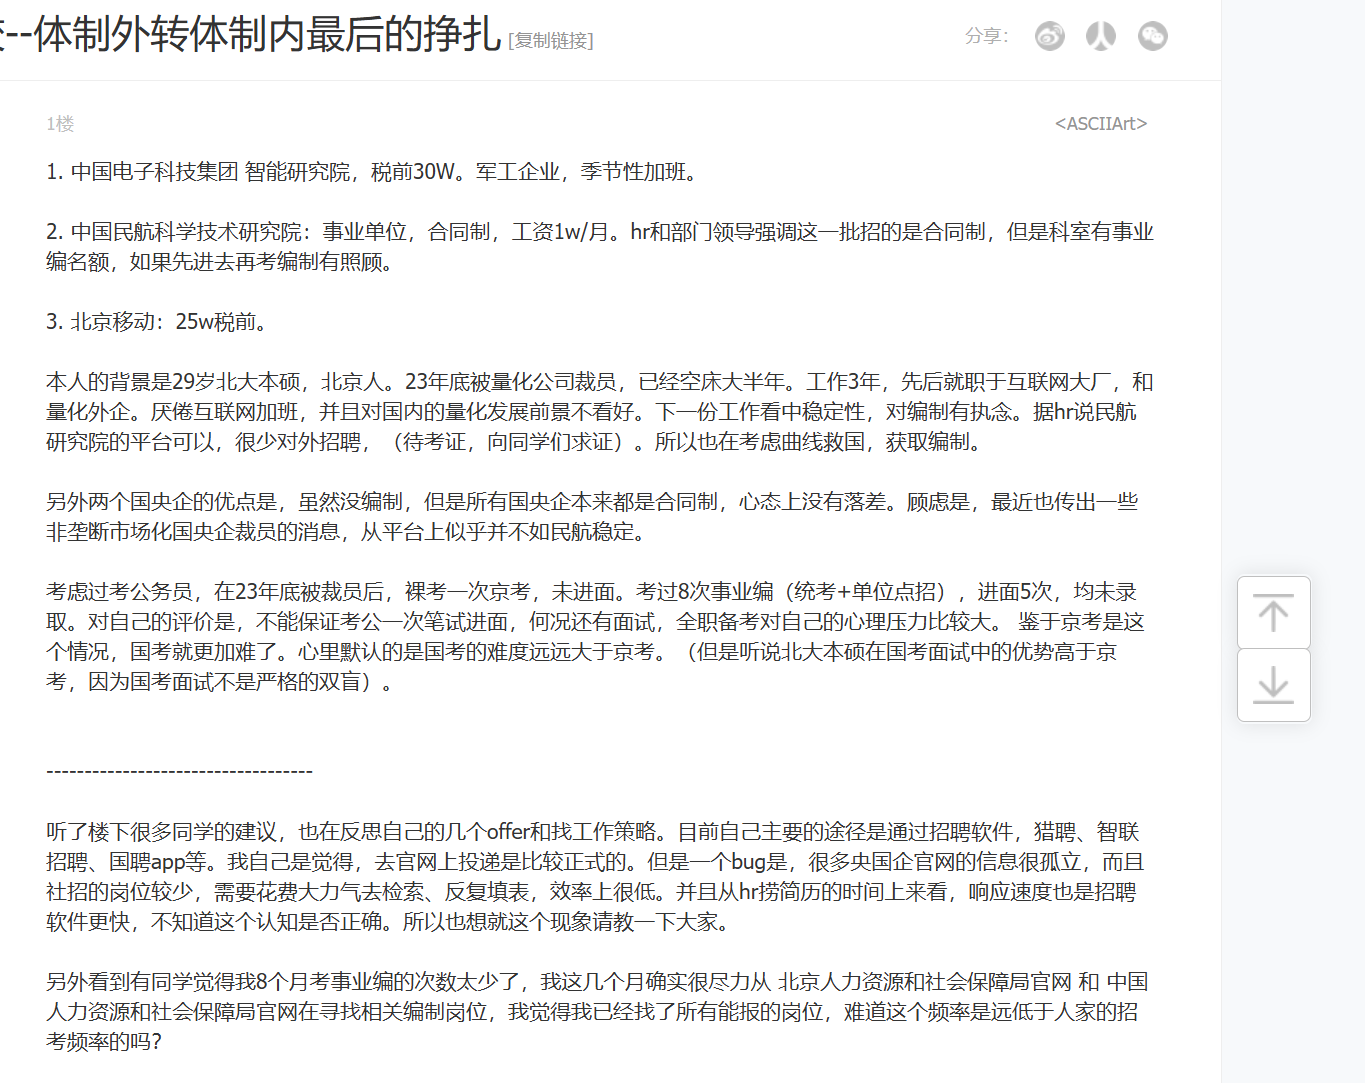 --体制外转体制内最后的挣扎 [复制链接]
分享：
1楼
<ASCIIArt>
1. 中国电子科技集团 智能研究院，税前30W。军工企业，季节性加班。
2. 中国民航科学技术研究院：事业单位，合同制，工资1w/月。hr和部门领导强调这一批招的是合同制，但是科室有事业
编名额，如果先进去再考编制有照顾。
3. 北京移动：25w税前。
本人的背景是29岁北大本硕，北京人。23年底被量化公司裁员，已经空床大半年。工作3年，先后就职于互联网大厂，和
量化外企。厌倦互联网加班，并且对国内的量化发展前景不看好。下一份工作看中稳定性，对编制有执念。据hr说民航
研究院的平台可以，很少对外招聘，（待考证，向同学们求证）。所以也在考虑曲线救国，获取编制。
另外两个国央企的优点是，虽然没编制，但是所有国央企本来都是合同制，心态上没有落差。顾虑是，最近也传出一些
非垄断市场化国央企裁员的消息，从平台上似乎并不如民航稳定。
考虑过考公务员，在23年底被裁员后，裸考一次京考，未进面。考过8次事业编（统考+单位点招），进面5次，均未录
取。对自己的评价是，不能保证考公一次笔试进面，何况还有面试，全职备考对自己的心理压力比较大。 鉴于京考是这
个情况，国考就更加难了。心里默认的是国考的难度远远大于京考。（但是听说北大本硕在国考面试中的优势高于京
考，因为国考面试不是严格的双盲）。
-----------------------------------
听了楼下很多同学的建议，也在反思自己的几个offer和找工作策略。目前自己主要的途径是通过招聘软件，猎聘、智联
招聘、国聘app等。我自己是觉得，去官网上投递是比较正式的。但是一个bug是，很多央国企官网的信息很孤立，而且
社招的岗位较少，需要花费大力气去检索、反复填表，效率上很低。并且从hr捞简历的时间上来看，响应速度也是招聘
软件更快，不知道这个认知是否正确。所以也想就这个现象请教一下大家。
另外看到有同学觉得我8个月考事业编的次数太少了，我这几个月确实很尽力从 北京人力资源和社会保障局官网 和 中国
人力资源和社会保障局官网在寻找相关编制岗位，我觉得我已经找了所有能报的岗位，难道这个频率是远低于人家的招
考频率的吗？